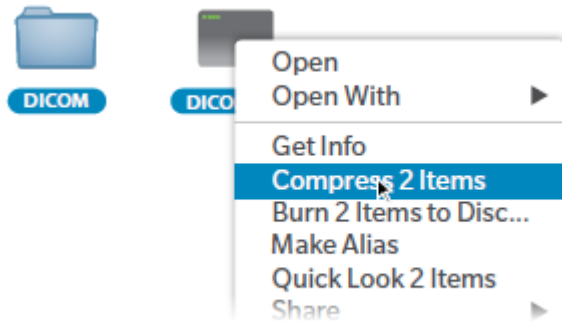 DICOM
DICO
Open
Open With
Get Info
Compress 2 Items
Burn 2 Items to Disc...
Make Alias
Quick Look 2 Items
Share